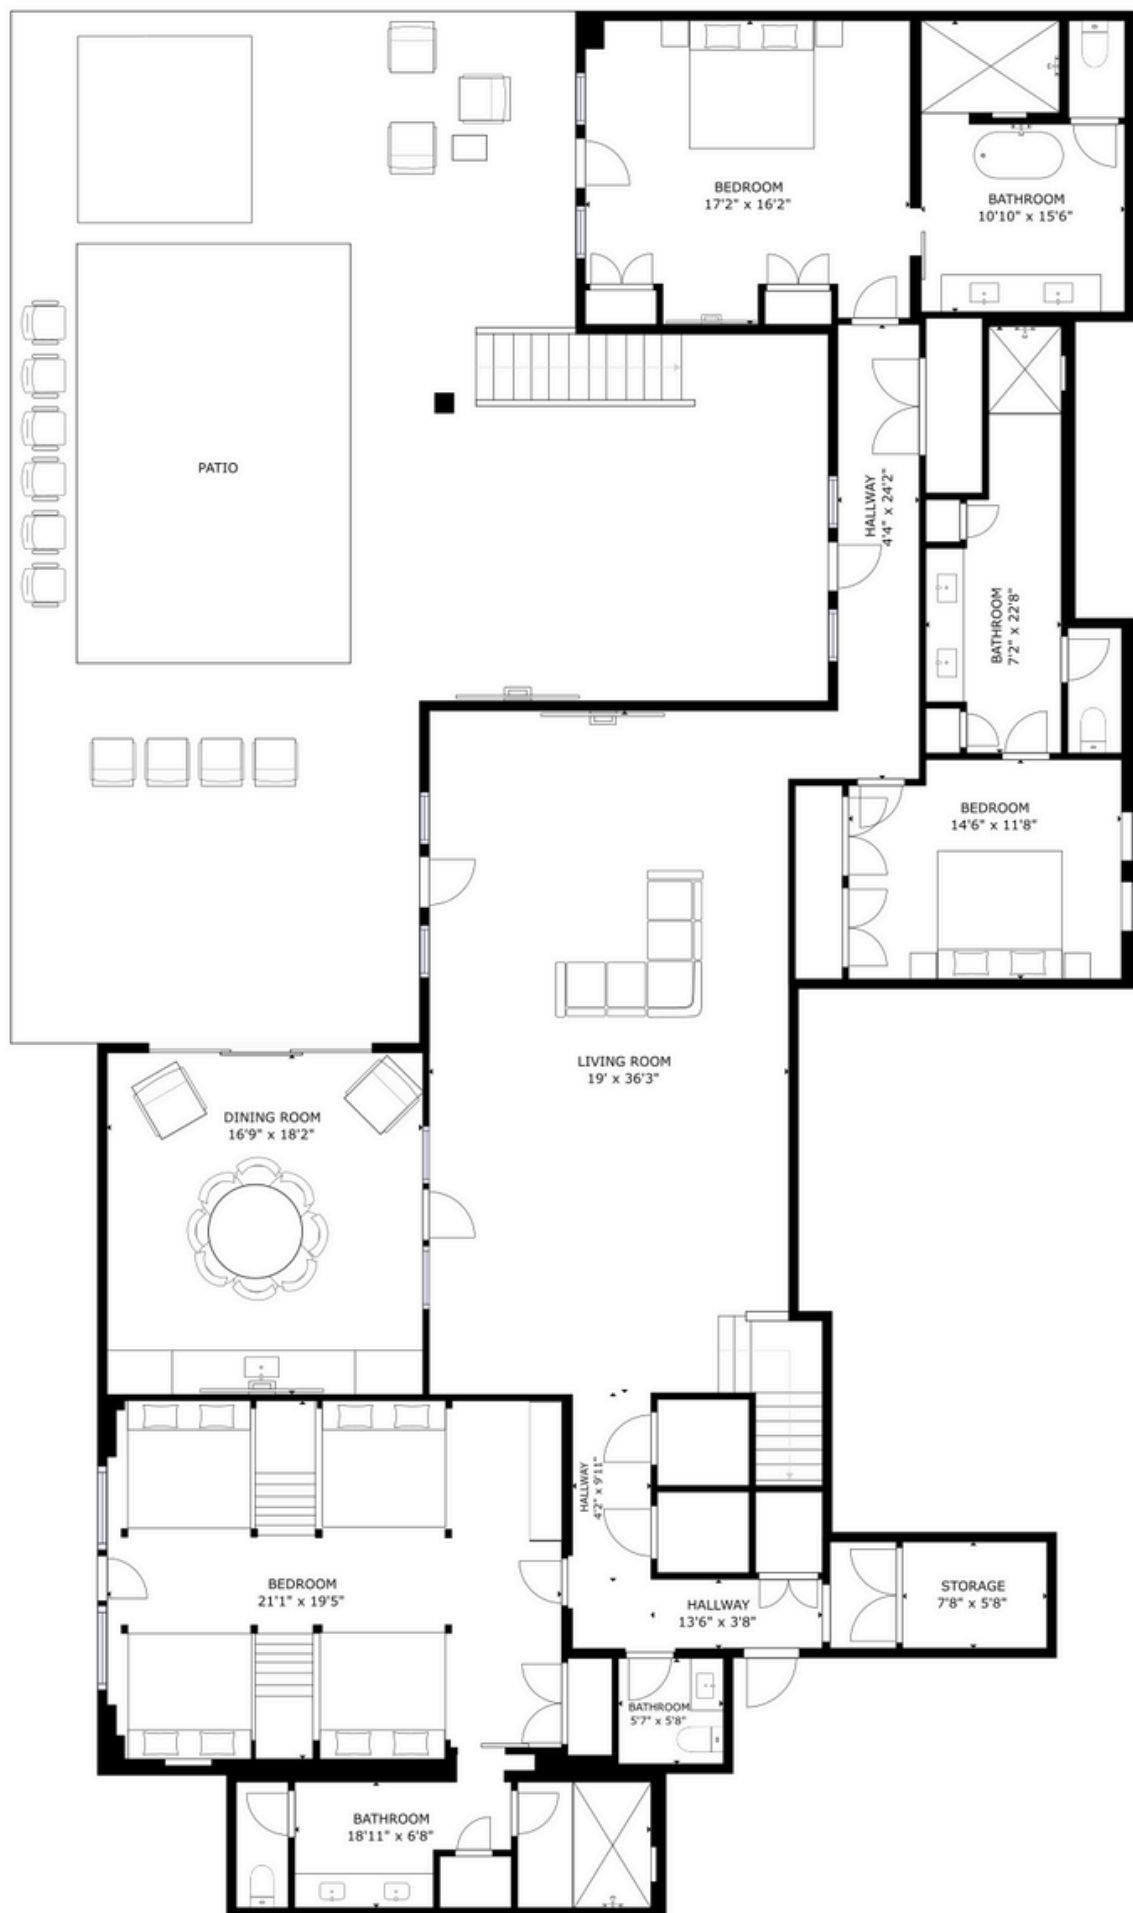 BEDROOM
17'2" x 16'2"
BATHROOM
10'10" x 15'6"
PATIO
HALLWAY
4'4" x 24'2"
BATHROOM
7'2" x 22'8"
BEDROOM
14'6" x 11'8"
LIVING ROOM
19' x 36'3"
DINING ROOM
16'9" x 18'2"
HALLWAY
4'2" x 9'11"
BEDROOM
21'1" x 19'5"
HALLWAY
13'6" x 3'8"
STORAGE
7'8" x 5'8"
BATHROOM
5'7" x 5'8"
BATHROOM
18'11" x 6'8"